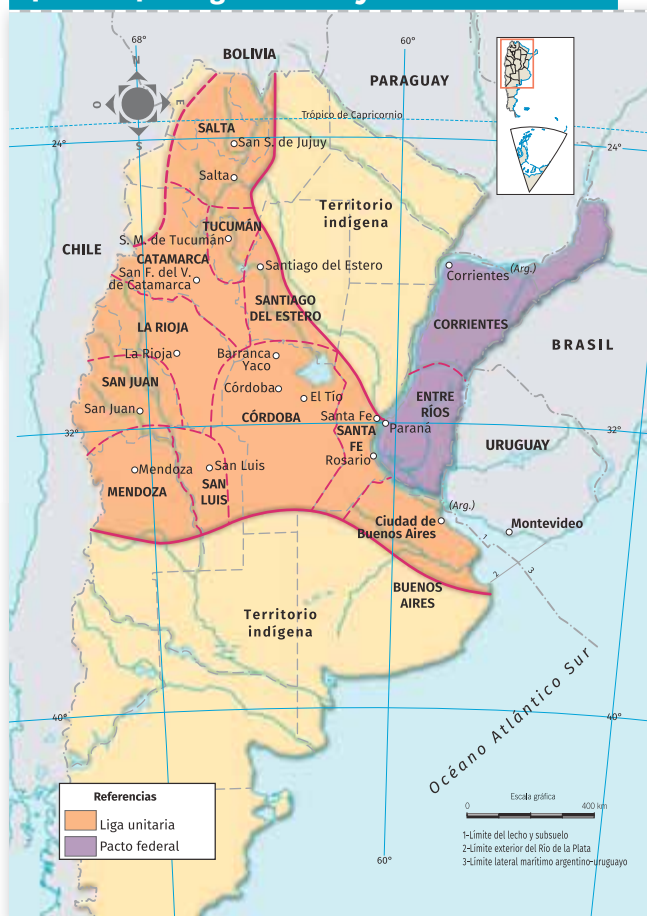 68°
60°
BOLIVIA
N
PARAGUAY
E
O
S
Trópico de Capricornio
SALTA
24°
24°
San S. de Jujuy
Salta
Territorio
indígena
TUCUMÁN
S. M. de Tucumán
CHILE
CATAMARCA
San F. del V.
de Catamarca
Santiago del Estero
Corrientes
(Arg.)
SANTIAGO
DEL ESTERO
LA RIOJA
CORRIENTES
BRASIL
La Rioja
Barranca
Yaco
SAN JUAN
Córdoba
El Tío
ENTRE
RÍOS
San Juan
CÓRDOBA
Santa Fe
Paraná
32°
32°
SANTA
FE
URUGUAY
Rosario
Mendoza
San Luis
MENDOZA
SAN
LUIS
(Arg.)
Ciudad de
Buenos Aires
Montevideo
1
2
3
BUENOS
AIRES
Territorio
indígena
Océano Atlántico Sur
40°
40°
Referencias
Liga unitaria
Pacto federal
Escala gráfica
0
400 km
1-Límite del lecho y subsuelo
2-Límite exterior del Río de la Plata
3-Límite lateral marítimo argentino-uruguayo
60°